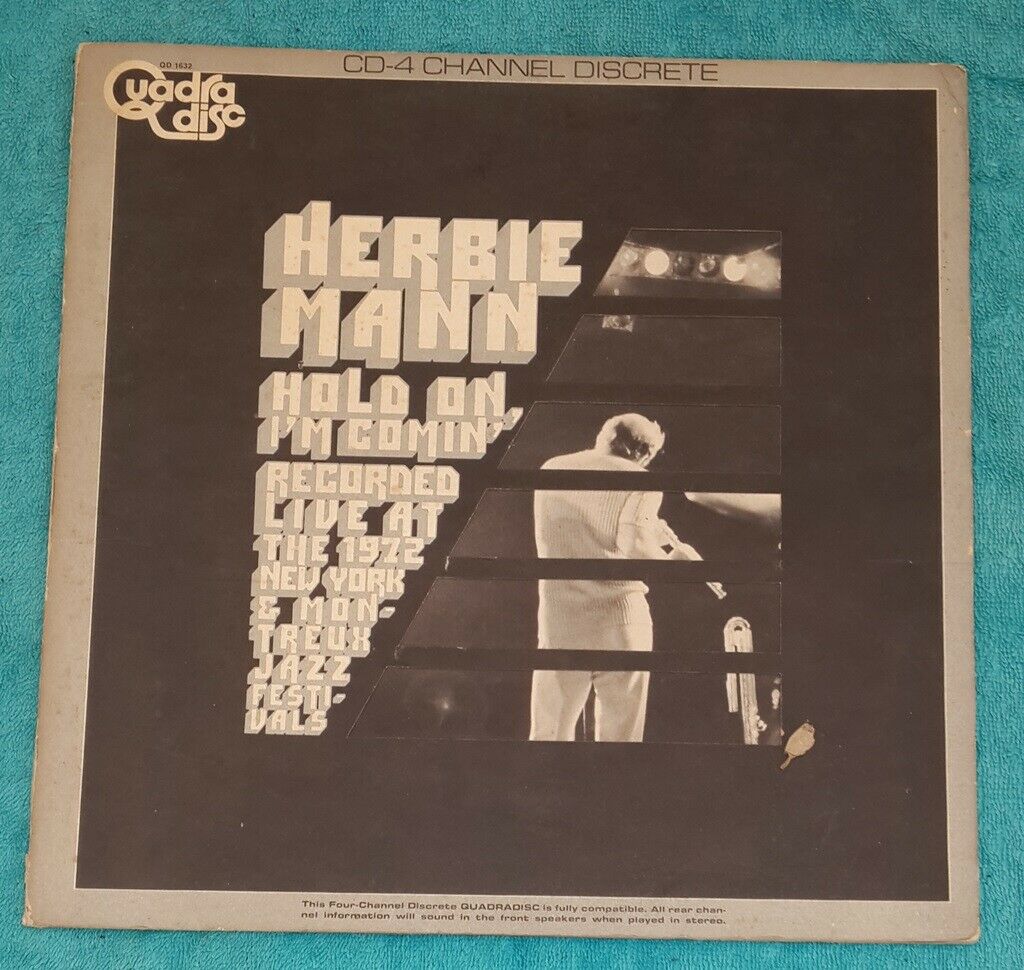 QD 1632
CD-4 CHANNEL DISCRETE
Quadra
disc
HERBIE
MANN
HOLD ON,
I'M COMIN'
RECORDED
LIVE AT
THE 1972
NEW YORK
& MON-
TREUX
JAZZ
FESTI-
VALS
This Four-Channel Discrete QUADRADISC is fully compatible. All rear chan-
nel information will sound in the front speakers when played in stereo.